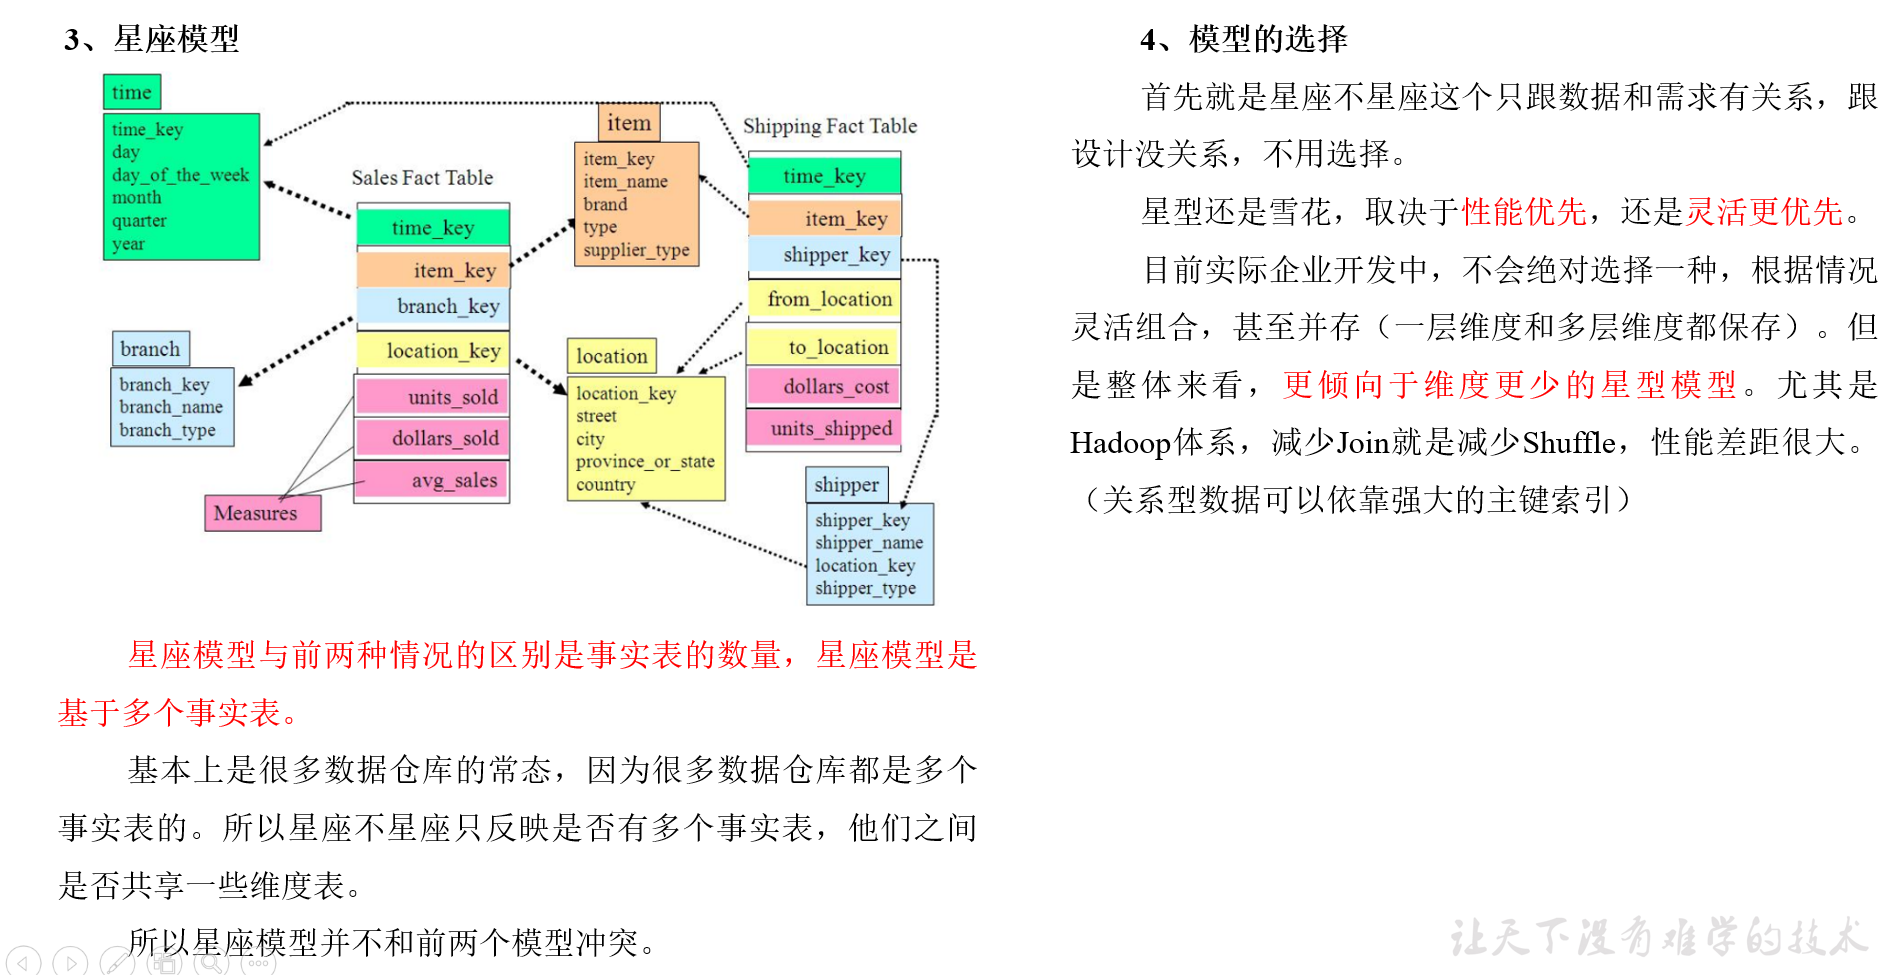 3、星座模型
time
time_key
day
day_of_the_week
month
quarter
year
Sales Fact Table
time_key
item_key
branch_key
location_key
units_sold
dollars_sold
avg_sales
Measures
branch
branch_key
branch_name
branch_type
item
item_key
item_name
brand
type
supplier_type
location
location_key
street
city
province_or_state
country
Shipping Fact Table
time_key
item_key
shipper_key
from_location
to_location
dollars_cost
units_shipped
shipper
shipper_key
shipper_name
location_key
shipper_type
星座模型与前两种情况的区别是事实表的数量，星座模型是
基于多个事实表。
基本上是很多数据仓库的常态，因为很多数据仓库都是多个
事实表的。所以星座不星座只反映是否有多个事实表，他们之间
是否共享一些维度表。
所以星座模型并不和前两个模型冲突。
4、模型的选择
首先就是星座不星座这个只跟数据和需求有关系，跟
设计没关系，不用选择。
星型还是雪花，取决于性能优先，还是灵活更优先。
目前实际企业开发中，不会绝对选择一种，根据情况
灵活组合，甚至并存（一层维度和多层维度都保存）。但
是整体来看，更倾向于维度更少的星型模型。尤其是
Hadoop体系，减少Join就是减少Shuffle，性能差距很大。
（关系型数据可以依靠强大的主键索引）
让天下没有难学的技术